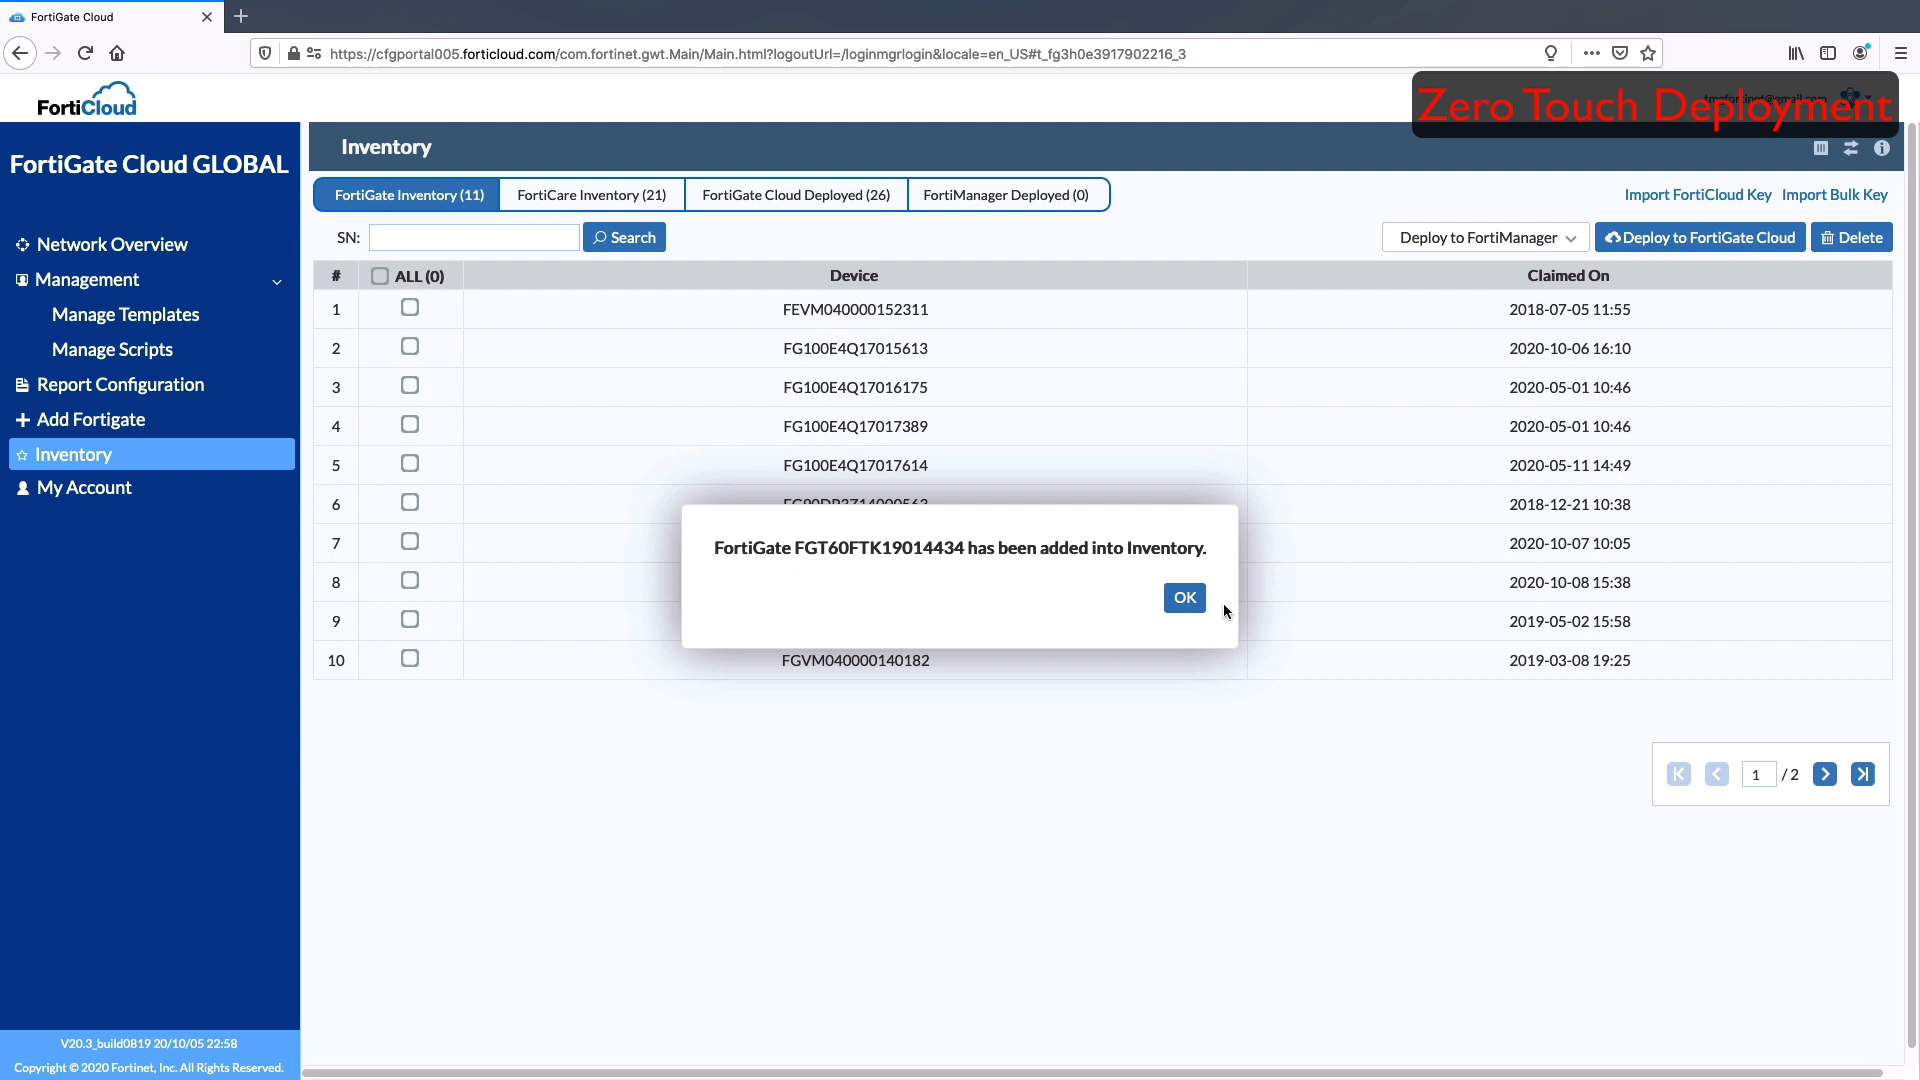 FortiGate Cloud
https://cfgportal005.forticloud.com/com.fortinet.gwt.Main/Main.html?logoutUrl=/loginmgrlogin&locale=en_US#t_fg3h0e3917902216_3
FortiCloud
Zero Touch Deployment
FortiGate Cloud GLOBAL
Network Overview
Management
Manage Templates
Manage Scripts
Report Configuration
Add Fortigate
Inventory
My Account
V20.3_build0819 20/10/05 22:58
Copyright © 2020 Fortinet, Inc. All Rights Reserved.
Inventory
FortiGate Inventory (11) FortiCare Inventory (21) FortiGate Cloud Deployed (26) FortiManager Deployed (0)
Import FortiCloud Key Import Bulk Key
SN: Search Deploy to FortiManager Deploy to FortiGate Cloud Delete
# ALL (0) Device Claimed On
1 FEVM040000152311 2018-07-05 11:55
2 FG100E4Q17015613 2020-10-06 16:10
3 FG100E4Q17016175 2020-05-01 10:46
4 FG100E4Q17017389 2020-05-01 10:46
5 FG100E4Q17017614 2020-05-11 14:49
6 2018-12-21 10:38
7 2020-10-07 10:05
8 2020-10-08 15:38
9 2019-05-02 15:58
10 FGVM040000140182 2019-03-08 19:25
FortiGate FGT60FTK19014434 has been added into Inventory.
OK
1 / 2